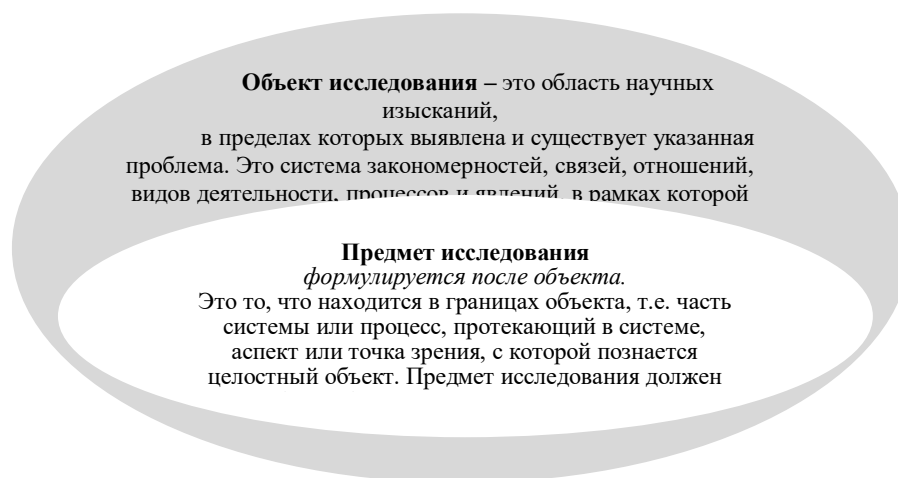 Объект исследования – это область научных
изысканий,
в пределах которых выявлена и существует указанная
проблема. Это система закономерностей, связей, отношений,
видов деятельности, процессов и явлений, в рамках которой
Предмет исследования
формулируется после объекта.
Это то, что находится в границах объекта, т.е. часть
системы или процесс, протекающий в системе,
аспект или точка зрения, с которой познается
целостный объект. Предмет исследования должен